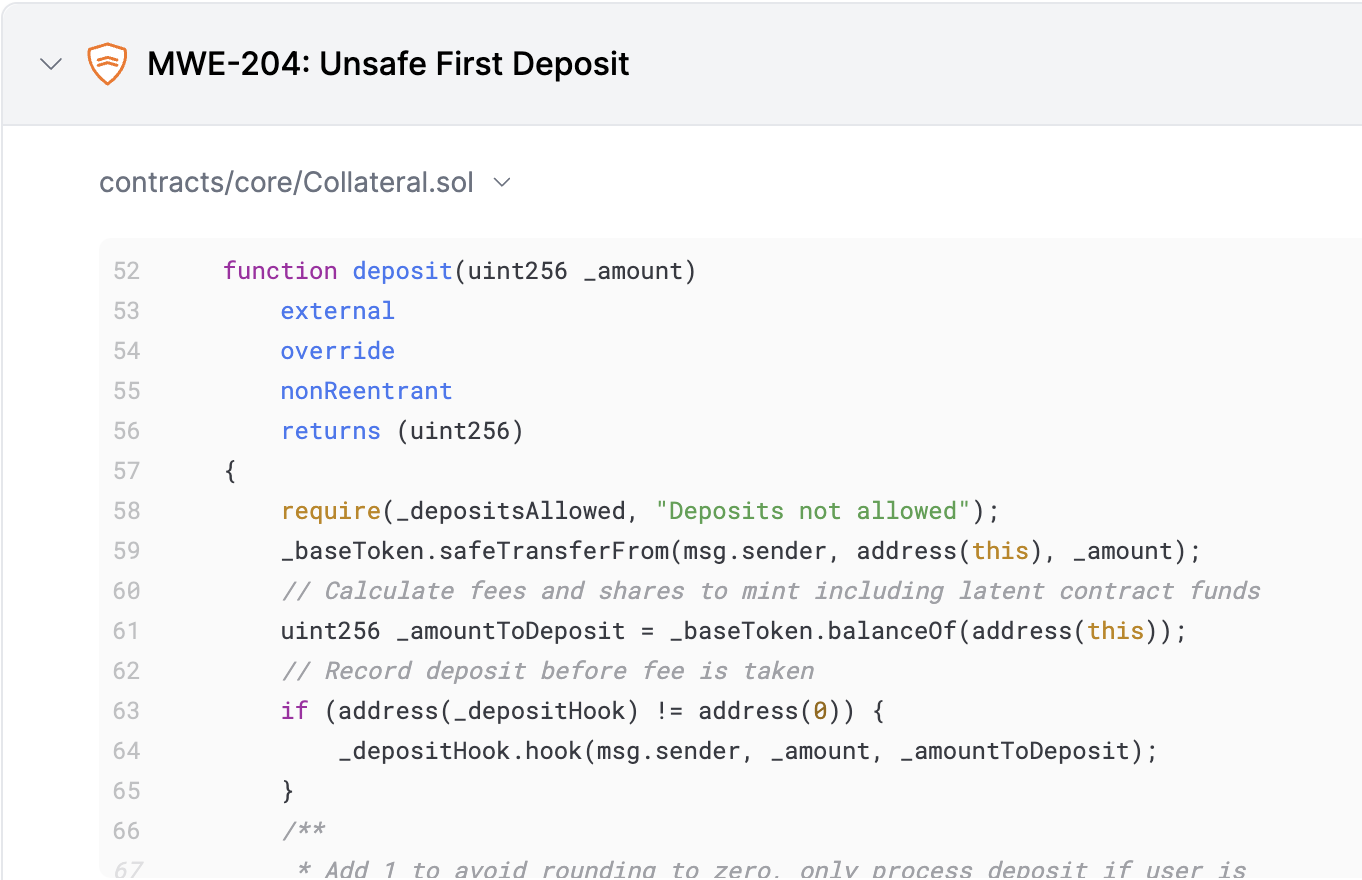 MWE-204: Unsafe First Deposit
contracts/core/Collateral.sol
52 function deposit(uint256 _amount)
53 external
54 override
55 nonReentrant
56 returns (uint256)
57 {
58 require(_depositsAllowed, "Deposits not allowed");
59 _baseToken.safeTransferFrom(msg.sender, address(this), _amount);
60 // Calculate fees and shares to mint including latent contract funds
61 uint256 _amountToDeposit = _baseToken.balanceOf(address(this));
62 // Record deposit before fee is taken
63 if (address(_depositHook) != address(0)) {
64 _depositHook.hook(msg.sender, _amount, _amountToDeposit);
65 }
66 /**
67 * Add 1 to avoid rounding to zero, only process deposit if user is